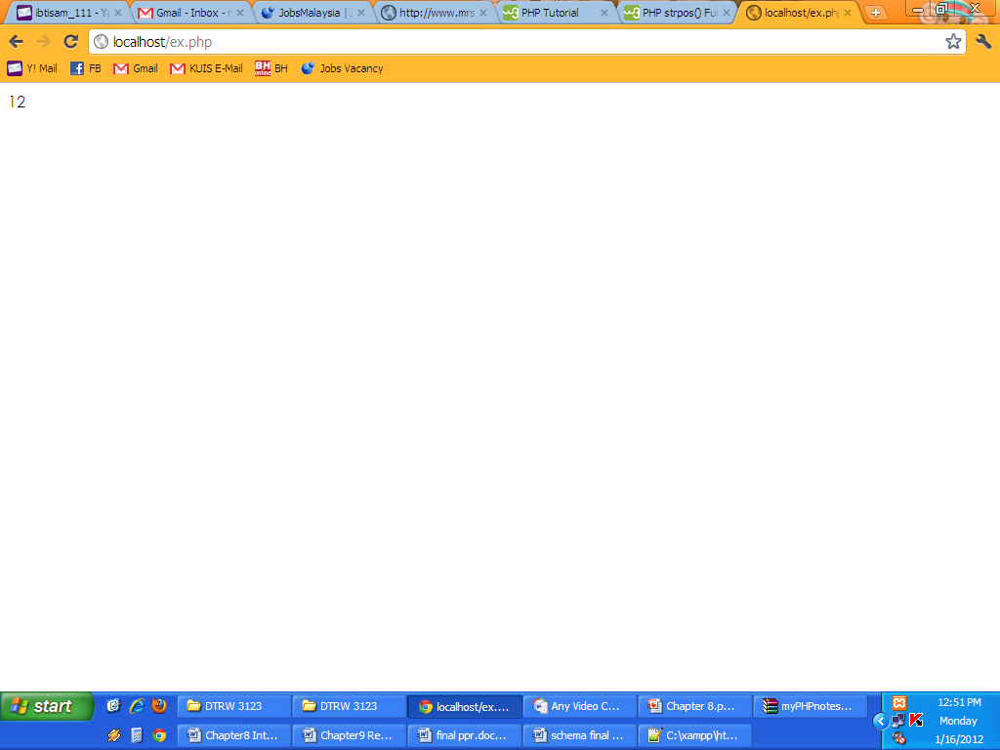 ibtisam_111 - Ya
Gmail - Inbox - r
JobsMalaysia | .
http://www.mrs
PHP Tutorial
PHP strpos() Fu
localhost/ex.ph
localhost/ex.php
Y! Mail
FB
Gmail
KUIS E-Mail
BH online BH
Jobs Vacancy
12
start
DTRW 3123
DTRW 3123
localhost/ex....
Any Video C...
Chapter 8.p...
myPHPnotes...
12:51 PM
Chapter8 Int...
Chapter9 Re...
final ppr.doc...
schema final ...
C:\xampp\ht...
Monday
1/16/2012